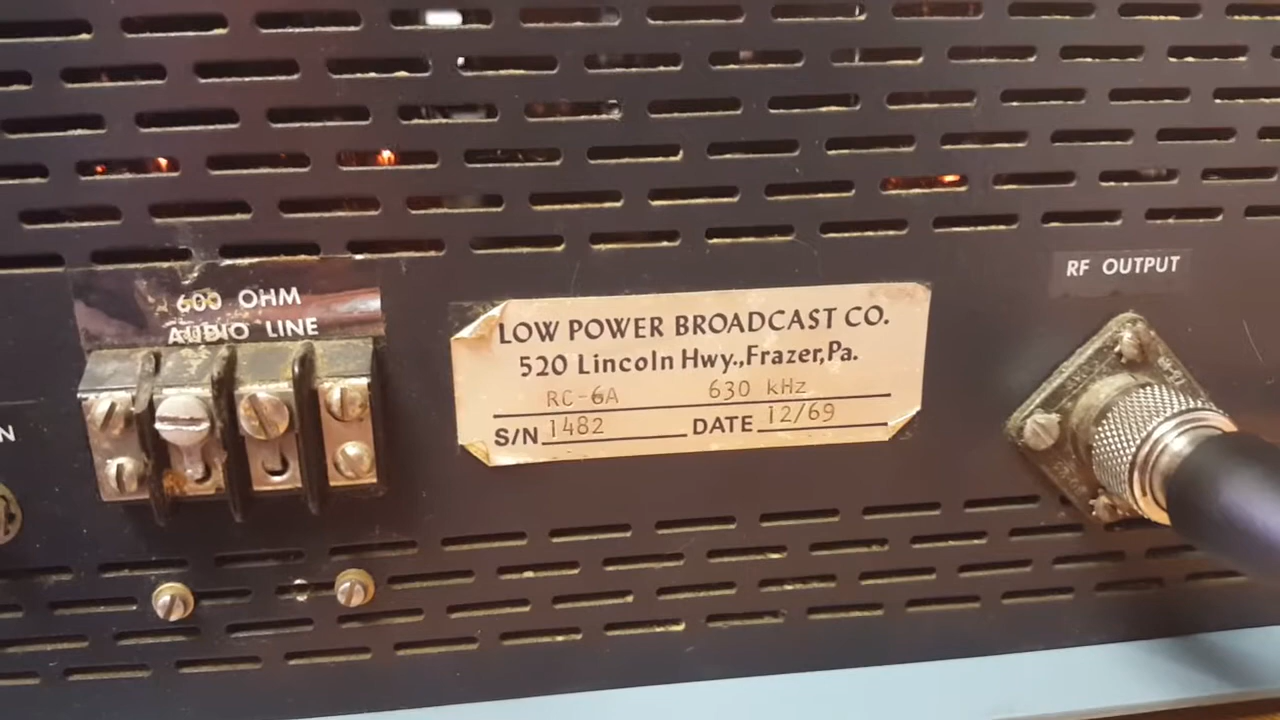 600 OHM
AUDIO LINE
LOW POWER BROADCAST CO.
520 Lincoln Hwy.,Frazer,Pa.
RC-6A 630 kHz
S/N 1482 DATE 12/69
RF OUTPUT
N